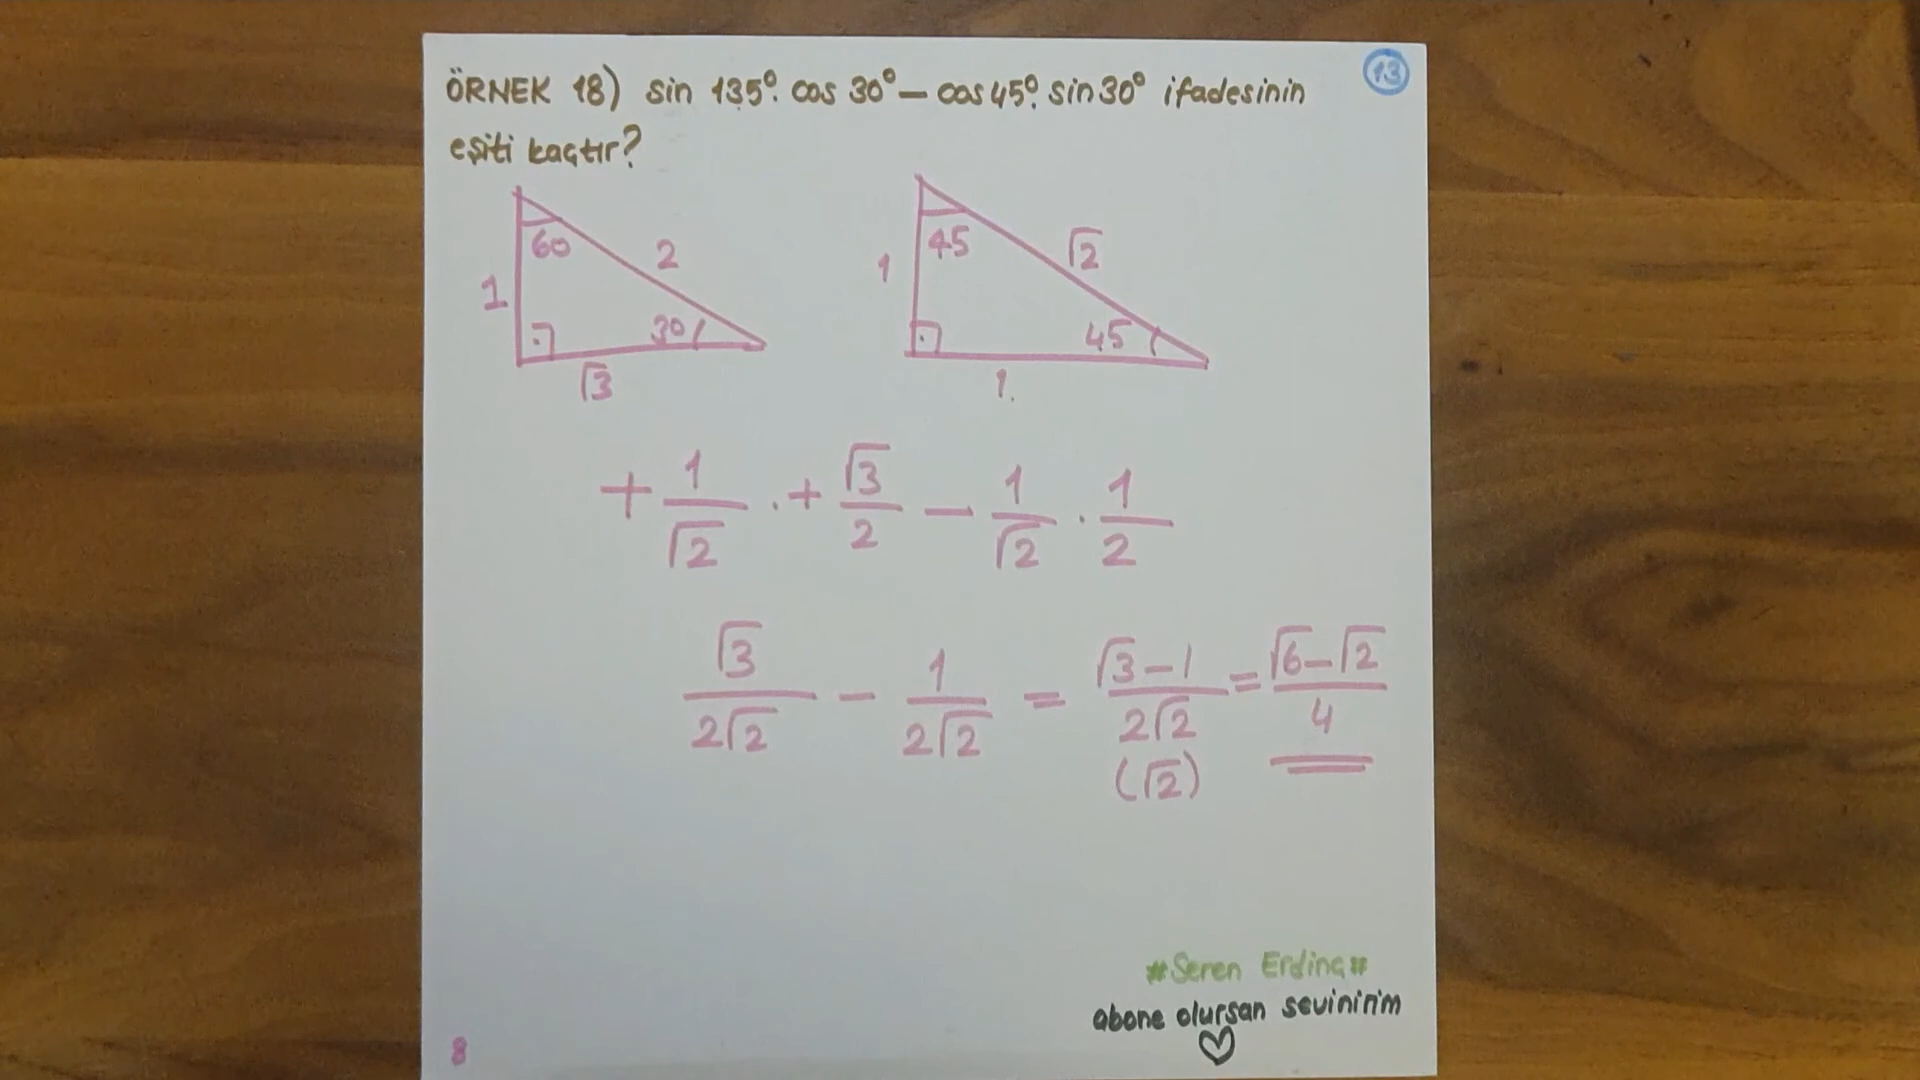 ÖRNEK 18) sin 135°. cos 30° – cos 45°. sin 30° ifadesinin
eşiti kaçtır?
13
60
2
1
30
√3
45
√2
1
45
1.
+ 1/√2 . + √3/2 – 1/√2 . 1/2
√3/2√2 – 1/2√2 = √3–1/2√2 = √6–√2/4
(√2)
#Seren Erdinç#
abone olursan sevinirim
8